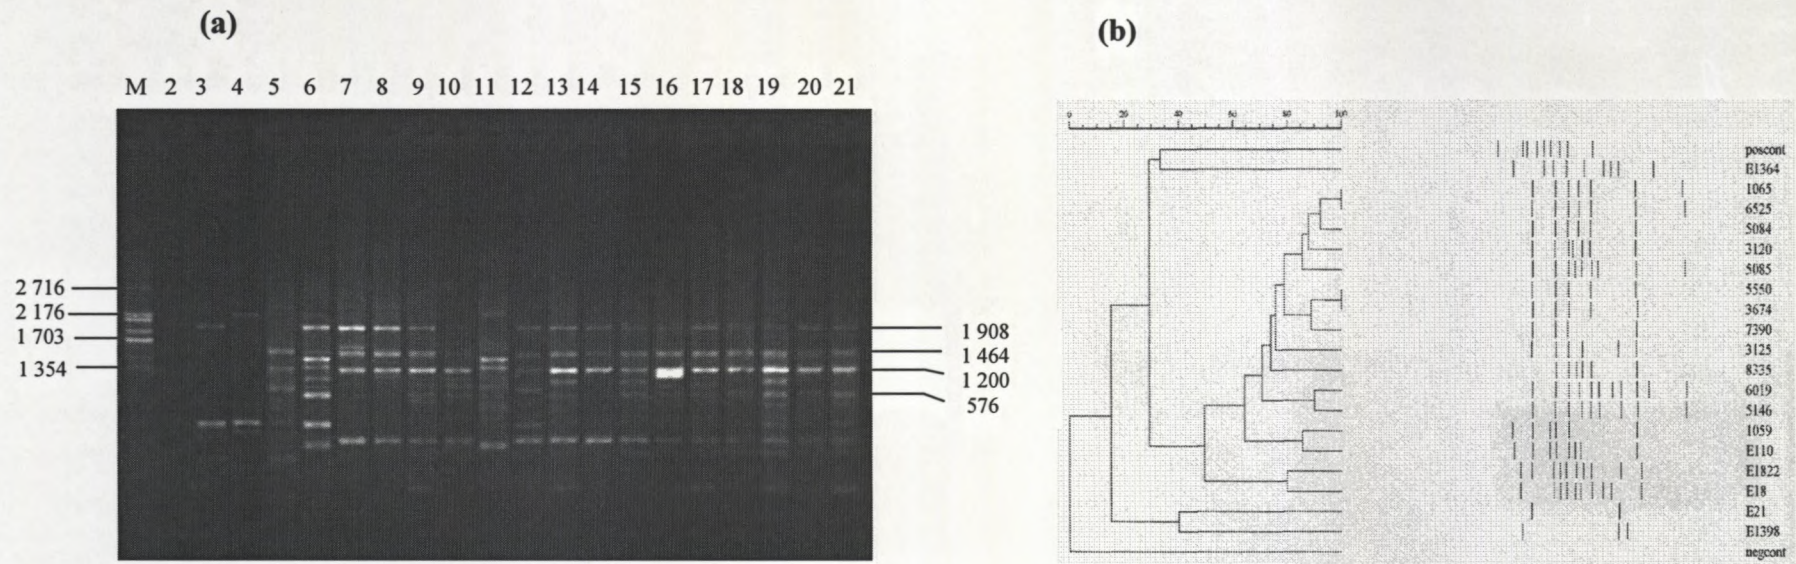 (a)
M 2 3 4 5 6 7 8 9 10 11 12 13 14 15 16 17 18 19 20 21
2 716
2 176
1 703
1 354
1 908
1 464
1 200
576
(b)
0 20 40 60 80 100
poscont
E1364
1065
6525
5084
3120
5085
5550
3674
7390
3125
8335
6019
5146
1059
E110
E1822
E18
E21
E1398
negcont